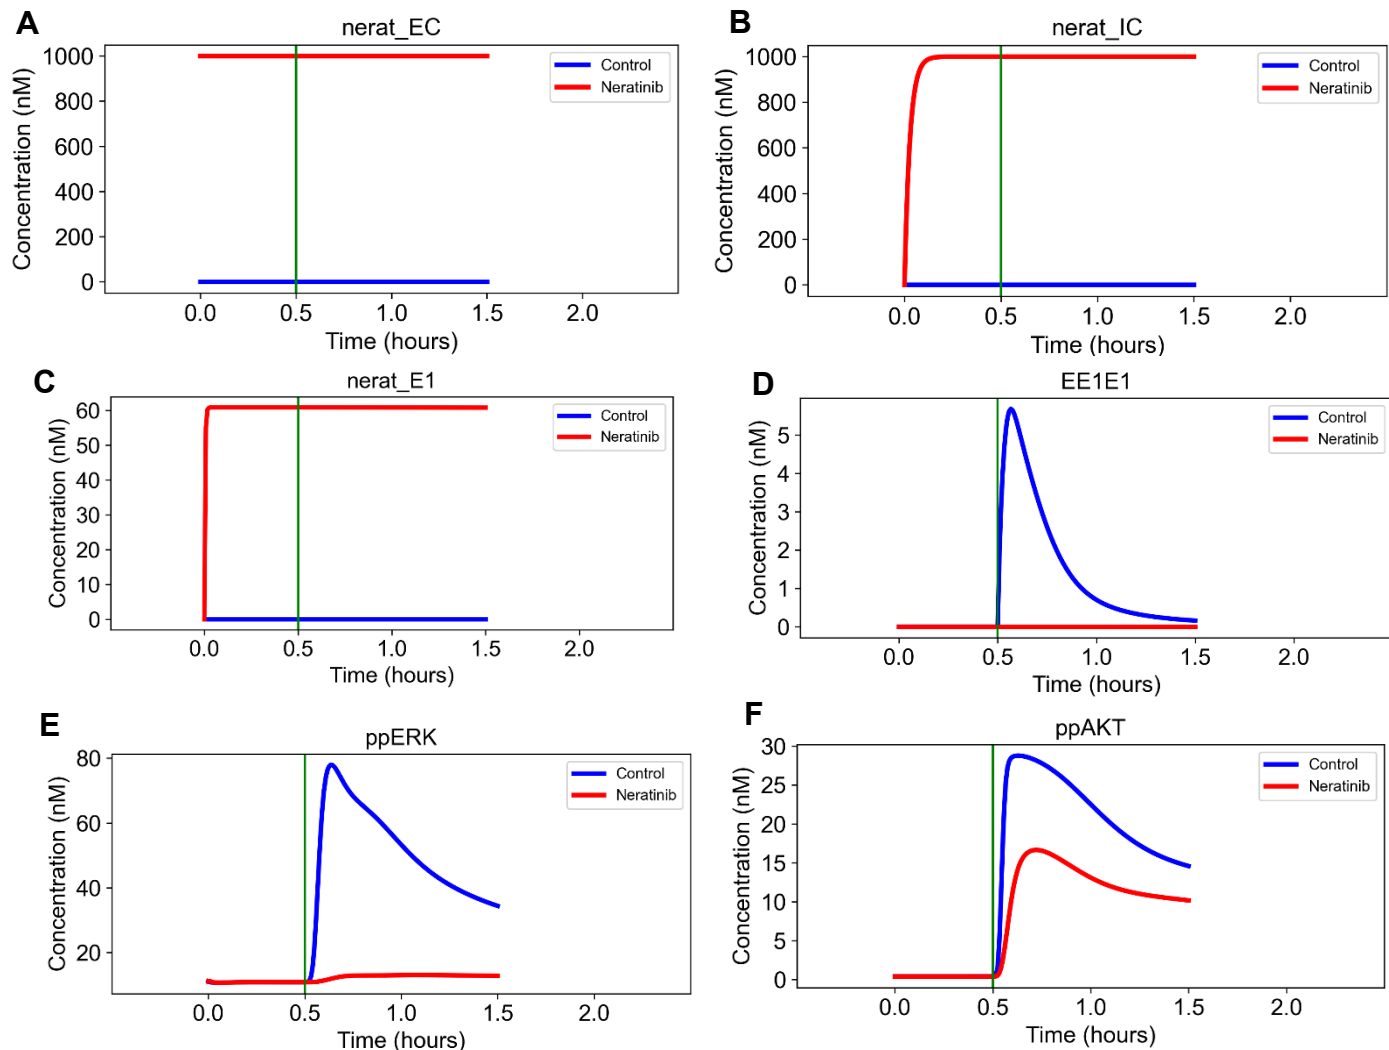 A
nerat_EC
Concentration (nM)
1000
800
600
400
200
0
0.0 0.5 1.0 1.5 2.0
Time (hours)
Control
Neratinib
B
nerat_IC
Concentration (nM)
1000
800
600
400
200
0
0.0 0.5 1.0 1.5 2.0
Time (hours)
Control
Neratinib
C
nerat_E1
Concentration (nM)
60
50
40
30
20
10
0
0.0 0.5 1.0 1.5 2.0
Time (hours)
Control
Neratinib
D
EE1E1
Concentration (nM)
5
4
3
2
1
0
0.0 0.5 1.0 1.5 2.0
Time (hours)
Control
Neratinib
E
ppERK
Concentration (nM)
80
60
40
20
0.0 0.5 1.0 1.5 2.0
Time (hours)
Control
Neratinib
F
ppAKT
Concentration (nM)
30
25
20
15
10
5
0
0.0 0.5 1.0 1.5 2.0
Time (hours)
Control
Neratinib